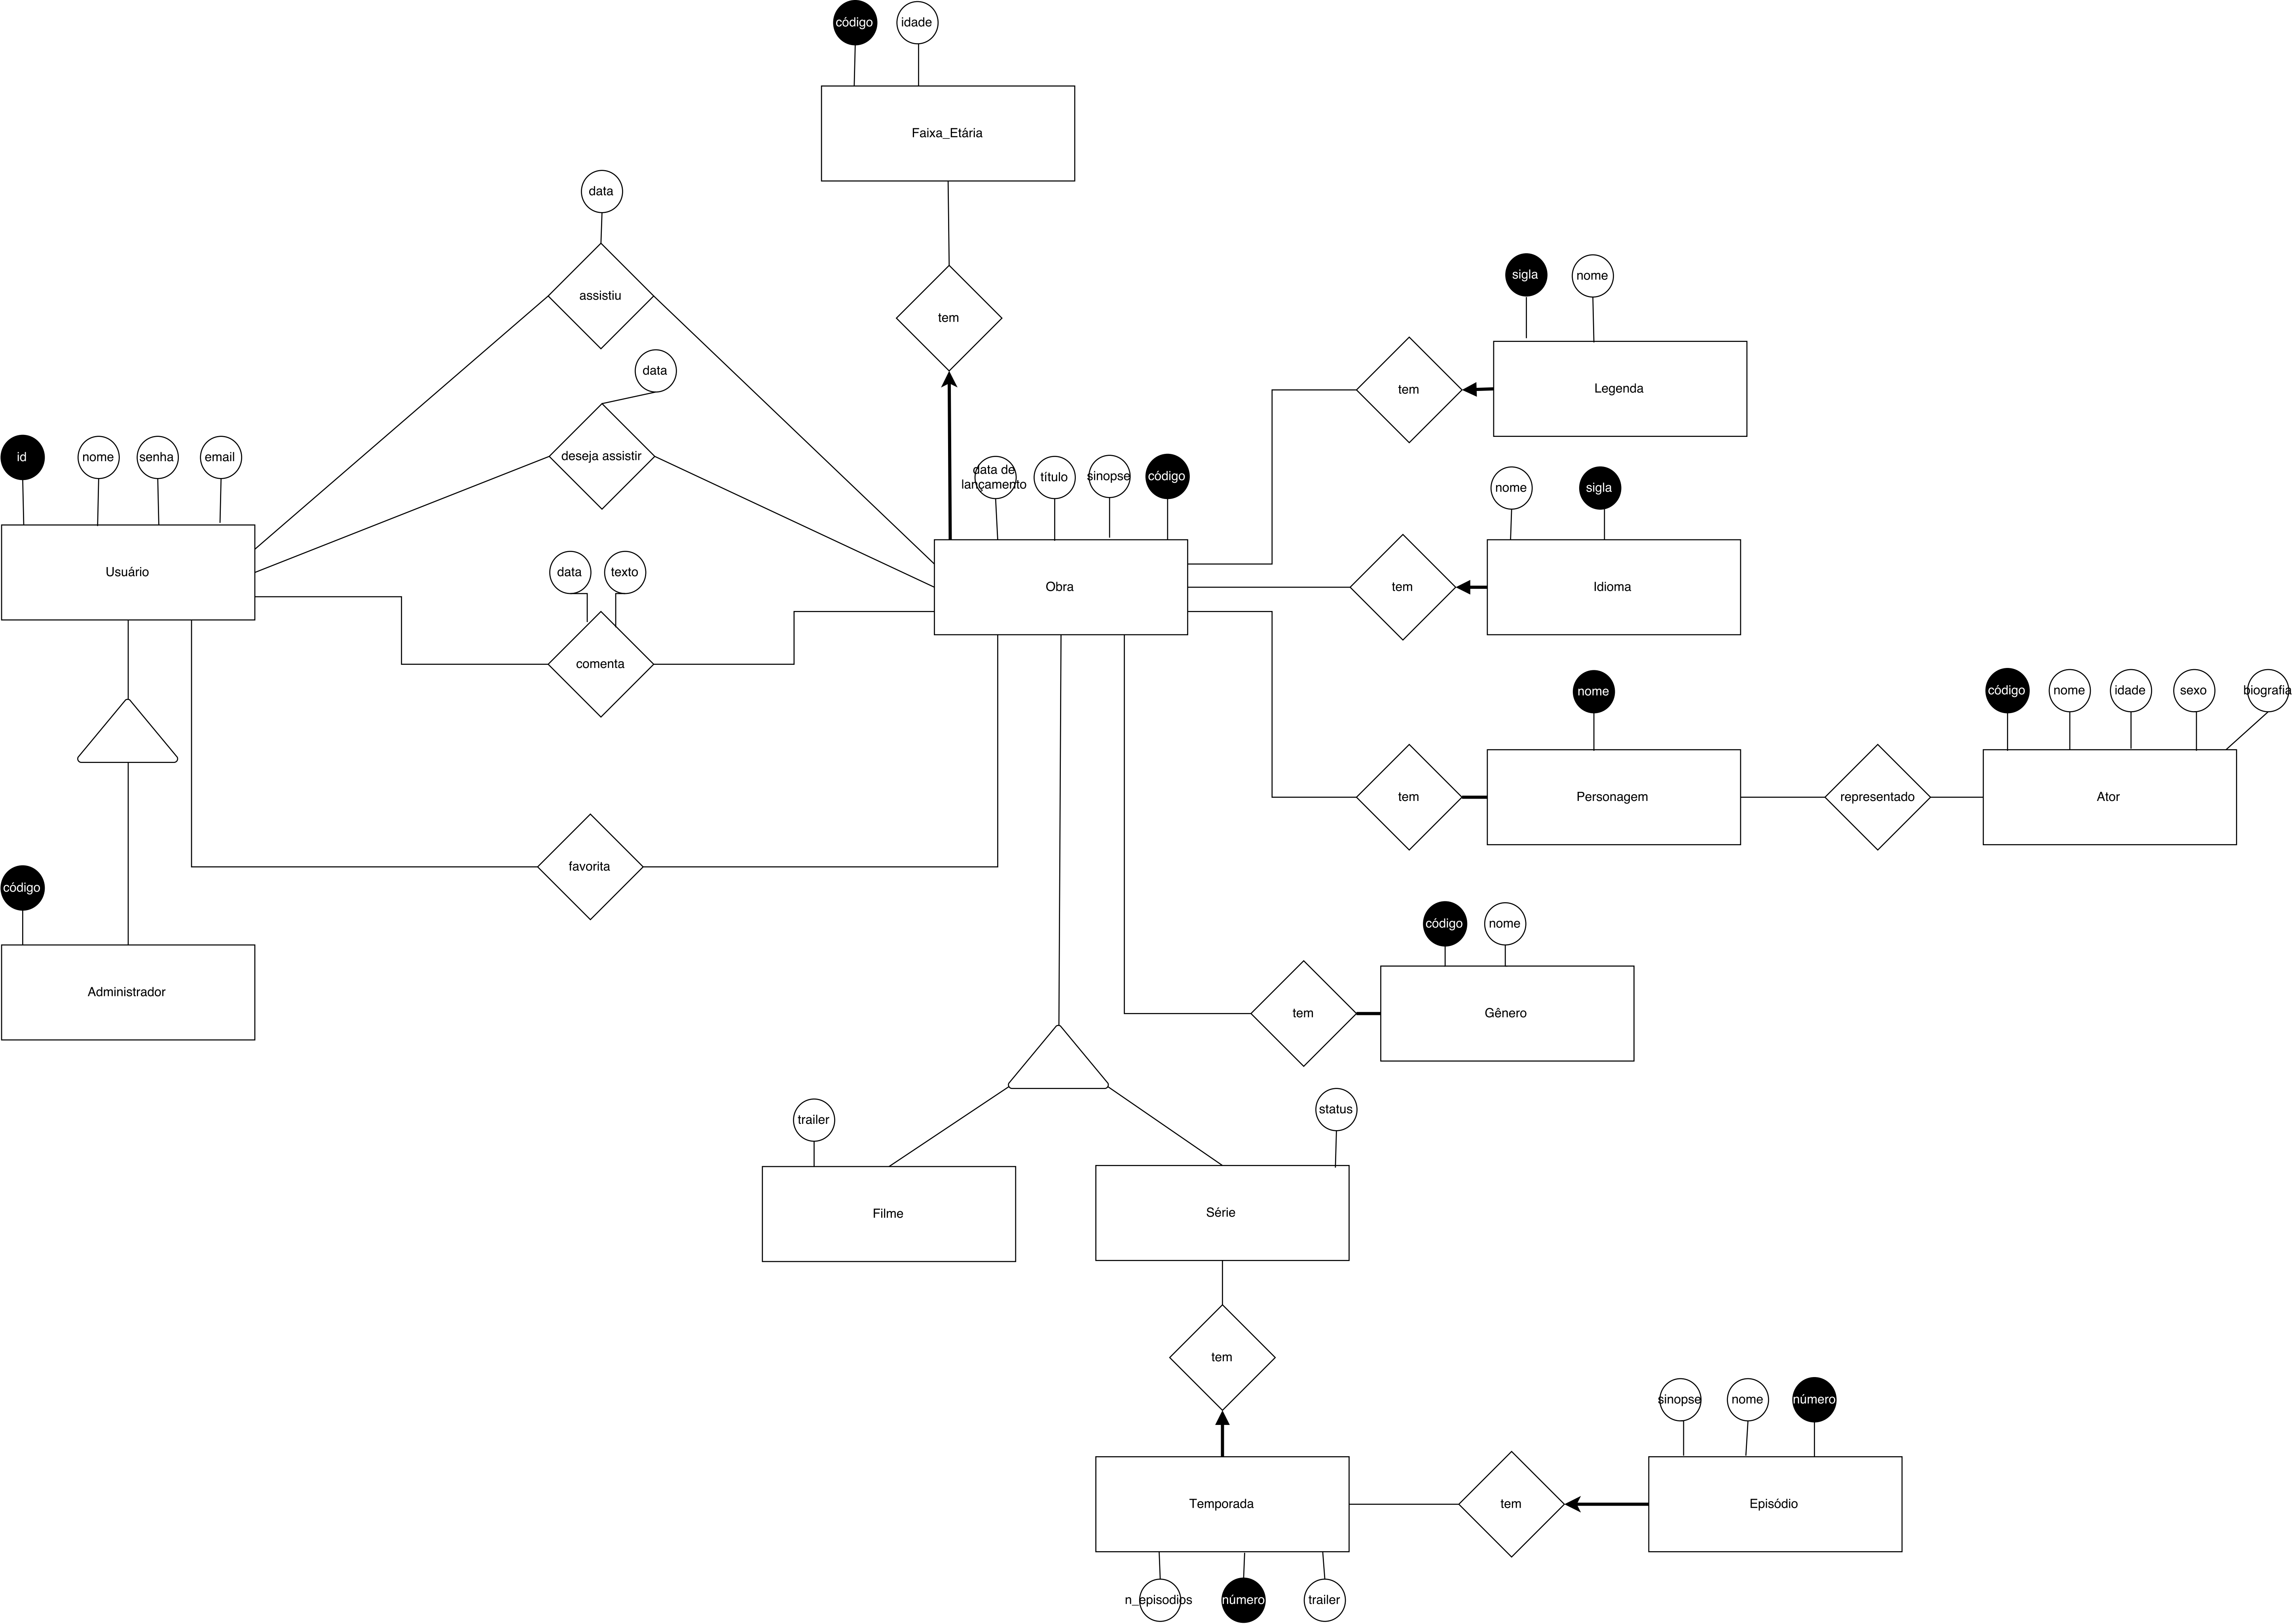 código
idade
Faixa_Etária
data
assistiu
tem
sigla
nome
data
tem
Legenda
id
nome
senha
email
deseja assistir
data de
lançamento
título
sinopse
código
nome
sigla
Usuário
data
texto
Obra
tem
Idioma
comenta
nome
código
nome
idade
sexo
biografia
tem
Personagem
representado
Ator
favorita
código
código
nome
Administrador
tem
Gênero
trailer
status
Filme
Série
tem
sinopse
nome
número
Temporada
tem
Episódio
n_episodios
número
trailer